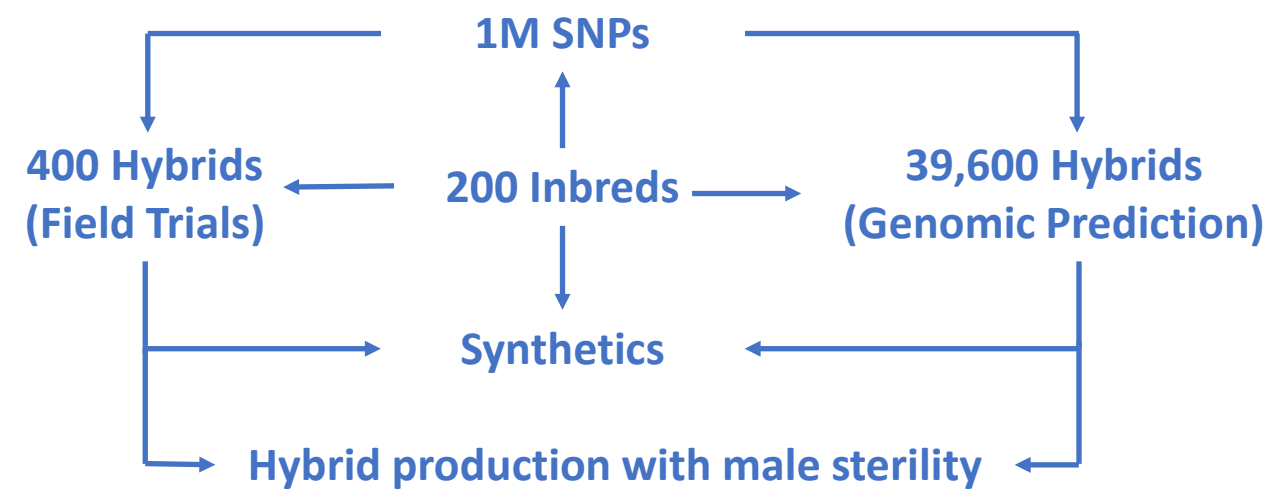 1M SNPs
400 Hybrids
(Field Trials)
200 Inbreds
39,600 Hybrids
(Genomic Prediction)
Synthetics
Hybrid production with male sterility